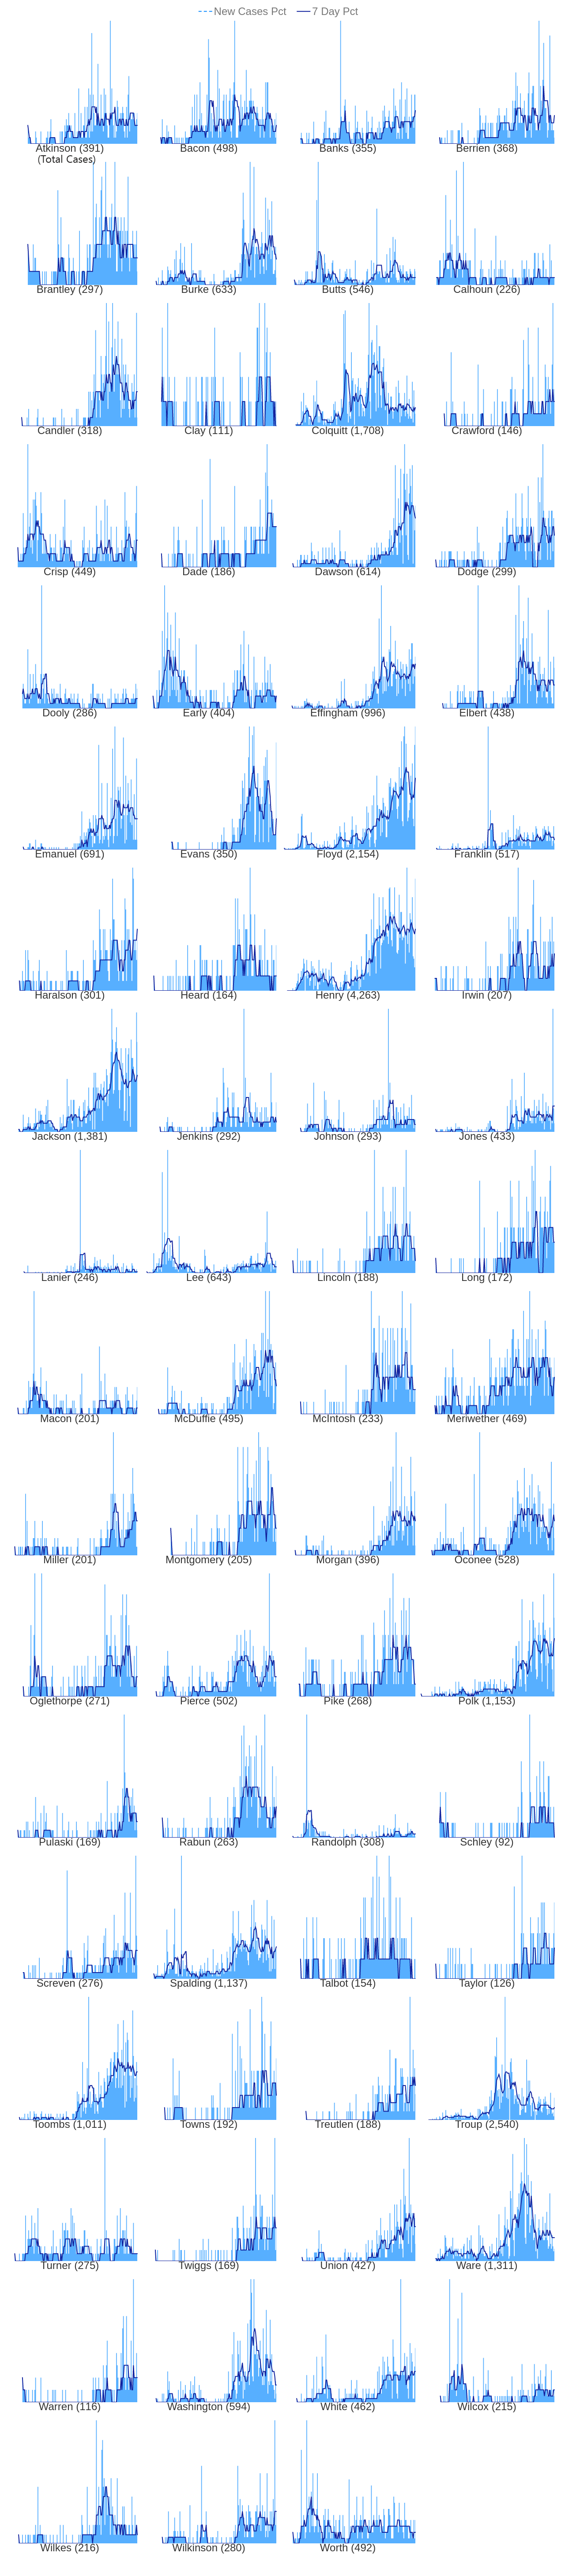 New Cases Pct 7 Day Pct
Atkinson (391) Bacon (498) Banks (355) Berrien (368)
(Total Cases)
Brantley (297) Burke (633) Butts (546) Calhoun (226)
Candler (318) Clay (111) Colquitt (1,708) Crawford (146)
Crisp (449) Dade (186) Dawson (614) Dodge (299)
Dooly (286) Early (404) Effingham (996) Elbert (438)
Emanuel (691) Evans (350) Floyd (2,154) Franklin (517)
Haralson (301) Heard (164) Henry (4,263) Irwin (207)
Jackson (1,381) Jenkins (292) Johnson (293) Jones (433)
Lanier (246) Lee (643) Lincoln (188) Long (172)
Macon (201) McDuffie (495) McIntosh (233) Meriwether (469)
Miller (201) Montgomery (205) Morgan (396) Oconee (528)
Oglethorpe (271) Pierce (502) Pike (268) Polk (1,153)
Pulaski (169) Rabun (263) Randolph (308) Schley (92)
Screven (276) Spalding (1,137) Talbot (154) Taylor (126)
Toombs (1,011) Towns (192) Treutlen (188) Troup (2,540)
Turner (275) Twiggs (169) Union (427) Ware (1,311)
Warren (116) Washington (594) White (462) Wilcox (215)
Wilkes (216) Wilkinson (280) Worth (492)